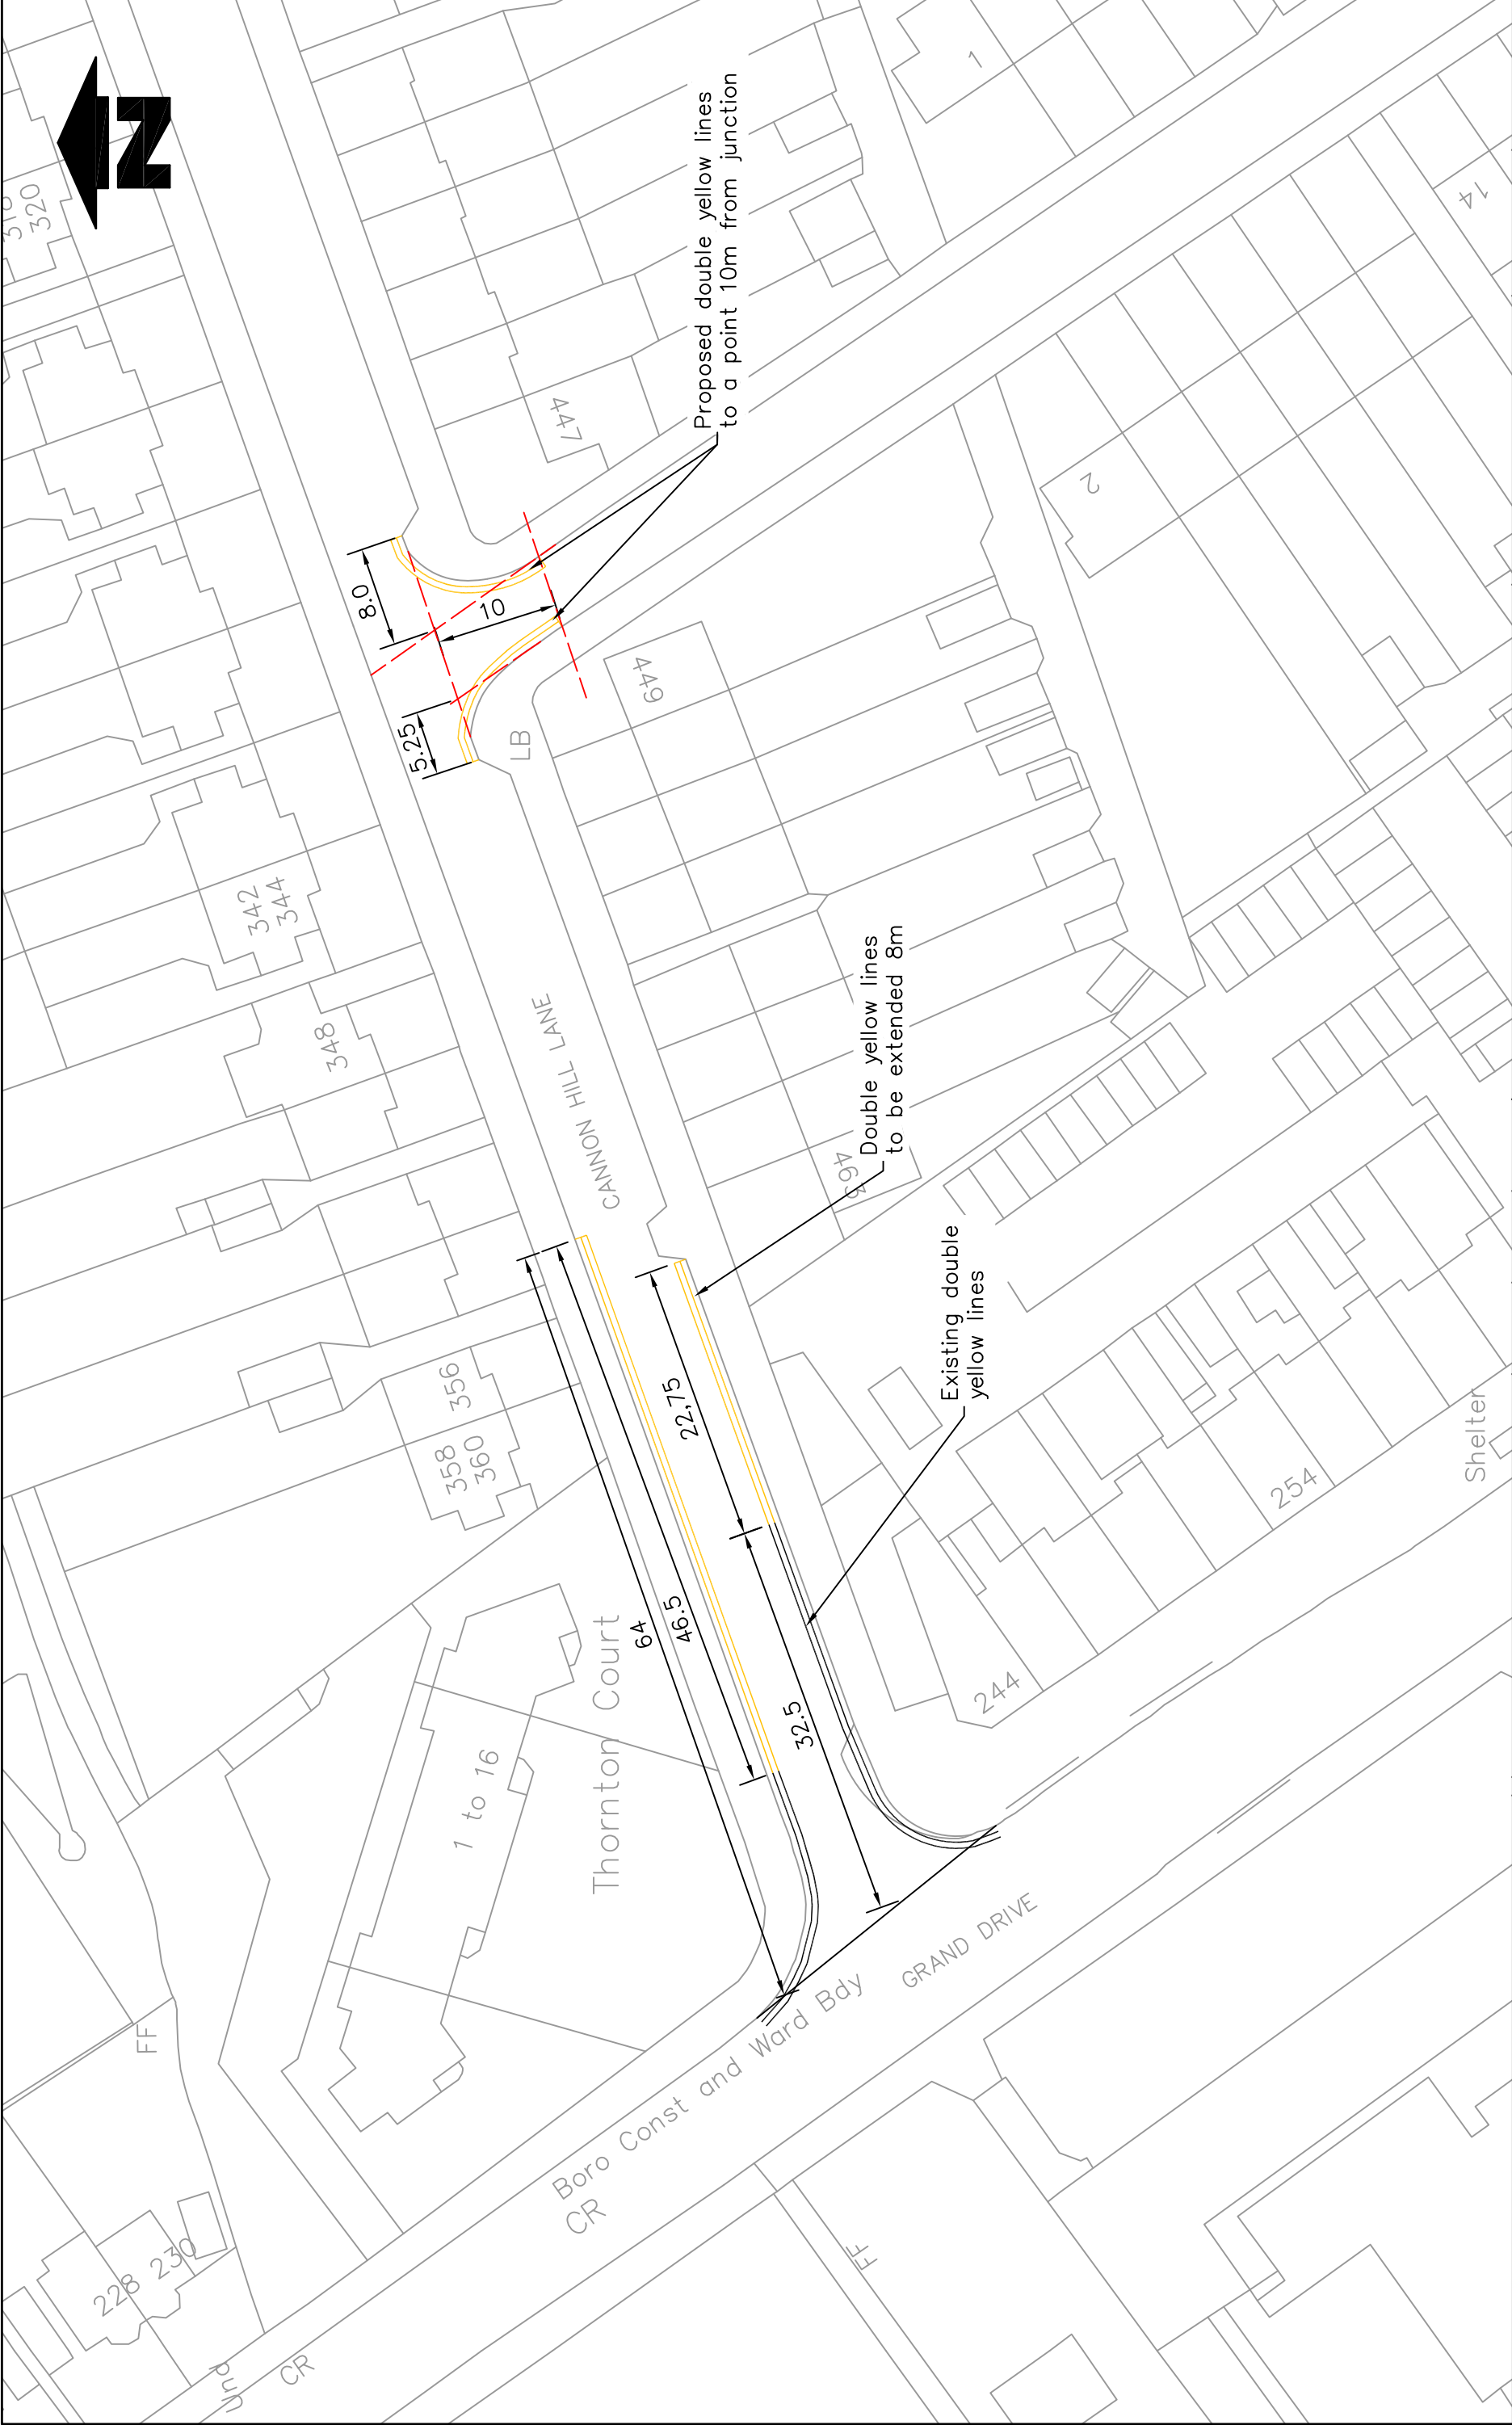 N
320
1
Proposed double yellow lines
to a point 10m from junction
14
447
2
8.0
10
5.25
LB
449
342
344
348
CANNON HILL LANE
Double yellow lines
to be extended 8m
469
Existing double
yellow lines
356
358
360
22,75
64
46.5
32.5
Thornton Court
1 to 16
244
254
Shelter
GRAND DRIVE
Boro Const and Ward Bdy
CR
FF
FF
228 230
Und
CR